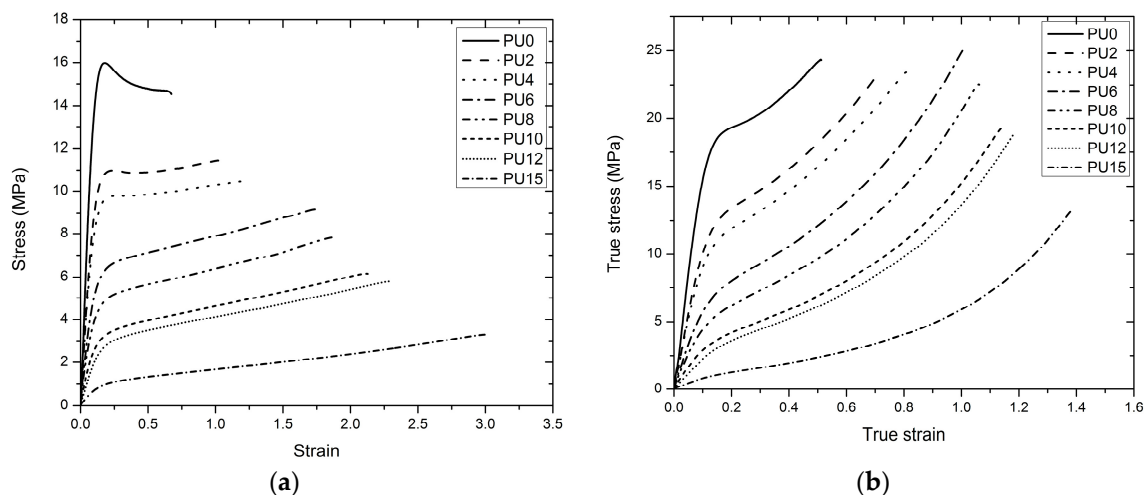 18
16
14
12
10
8
6
4
2
0
Stress (MPa)
0.0 0.5 1.0 1.5 2.0 2.5 3.0 3.5
Strain
PU0
PU2
PU4
PU6
PU8
PU10
PU12
PU15
(a)
25
20
15
10
5
0
True stress (MPa)
0.0 0.2 0.4 0.6 0.8 1.0 1.2 1.4 1.6
True strain
PU0
PU2
PU4
PU6
PU8
PU10
PU12
PU15
(b)